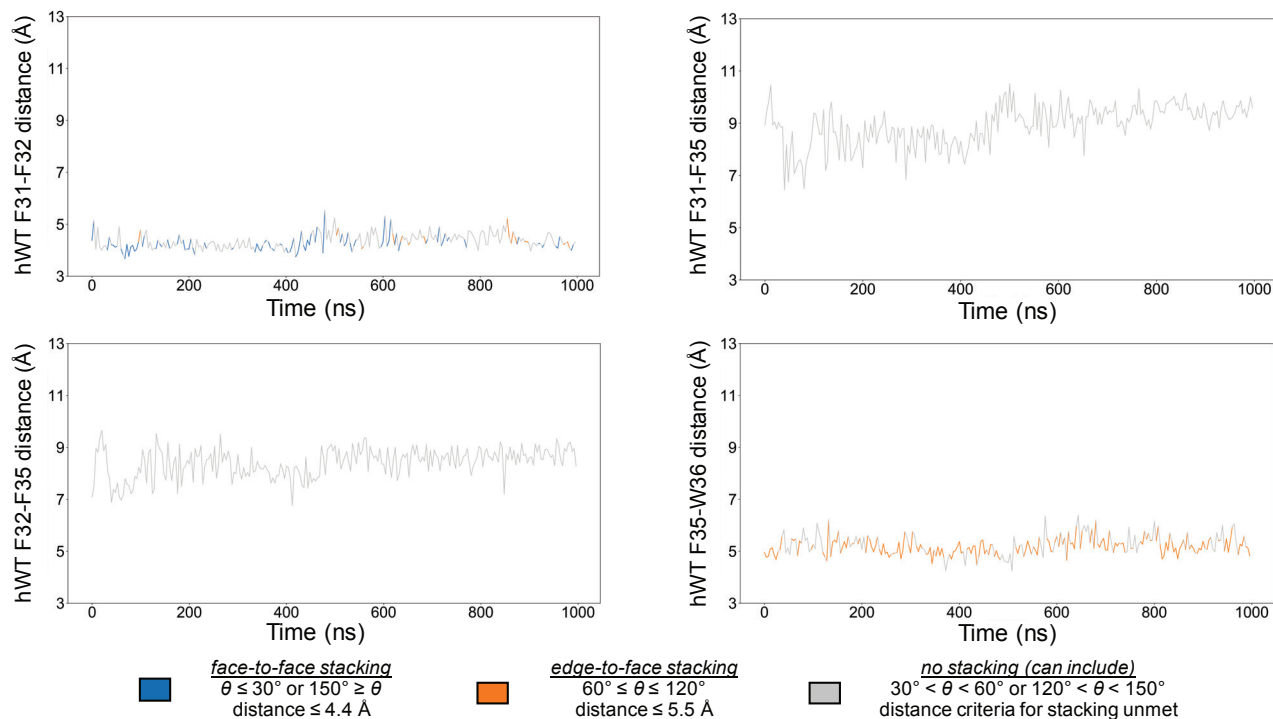 hWT F31-F32 distance (Å)
13
11
9
7
5
3
0
200
400
600
800
1000
Time (ns)
hWT F31-F35 distance (Å)
13
11
9
7
5
3
0
200
400
600
800
1000
Time (ns)
hWT F32-F35 distance (Å)
13
11
9
7
5
3
0
200
400
600
800
1000
Time (ns)
hWT F35-W36 distance (Å)
13
11
9
7
5
3
0
200
400
600
800
1000
Time (ns)
face-to-face stacking
θ ≤ 30° or 150° ≥ θ
distance ≤ 4.4 Å
edge-to-face stacking
60° ≤ θ ≤ 120°
distance ≤ 5.5 Å
no stacking (can include)
30° < θ < 60° or 120° < θ < 150°
distance criteria for stacking unmet